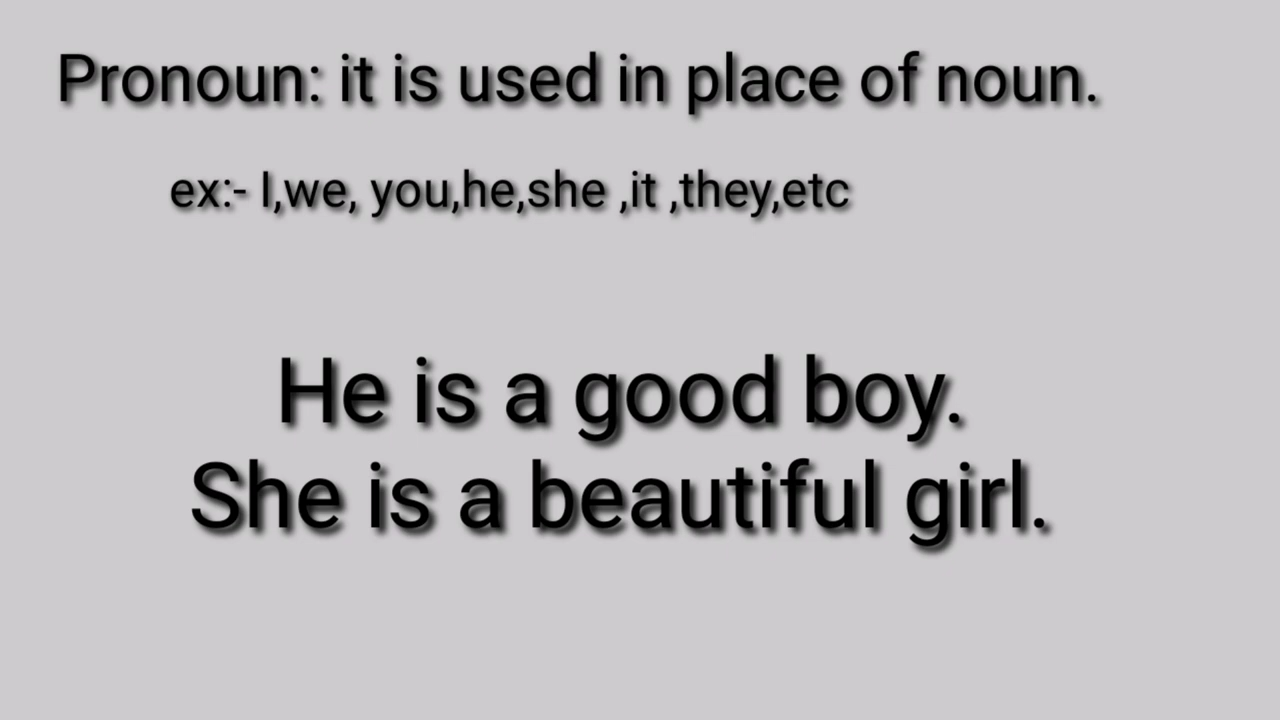 Pronoun: it is used in place of noun.
ex:- I,we, you,he,she ,it ,they,etc
He is a good boy.
She is a beautiful girl.